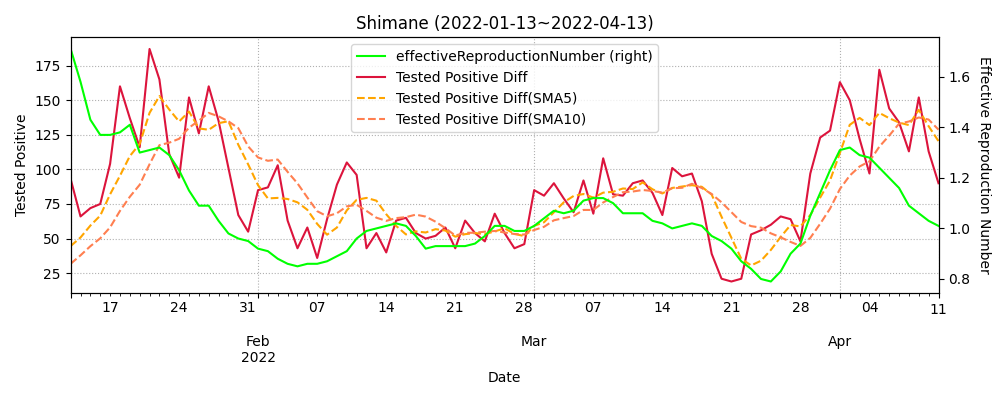 Shimane (2022-01-13~2022-04-13)
effectiveReproductionNumber (right)
Tested Positive Diff
Tested Positive Diff(SMA5)
Tested Positive Diff(SMA10)
Tested Positive
175
150
125
100
75
50
25
Effective Reproduction Number
1.6
1.4
1.2
1.0
0.8
17 24 31 07 14 21 28 07 14 21 28 04 11
Feb Mar Apr
2022
Date